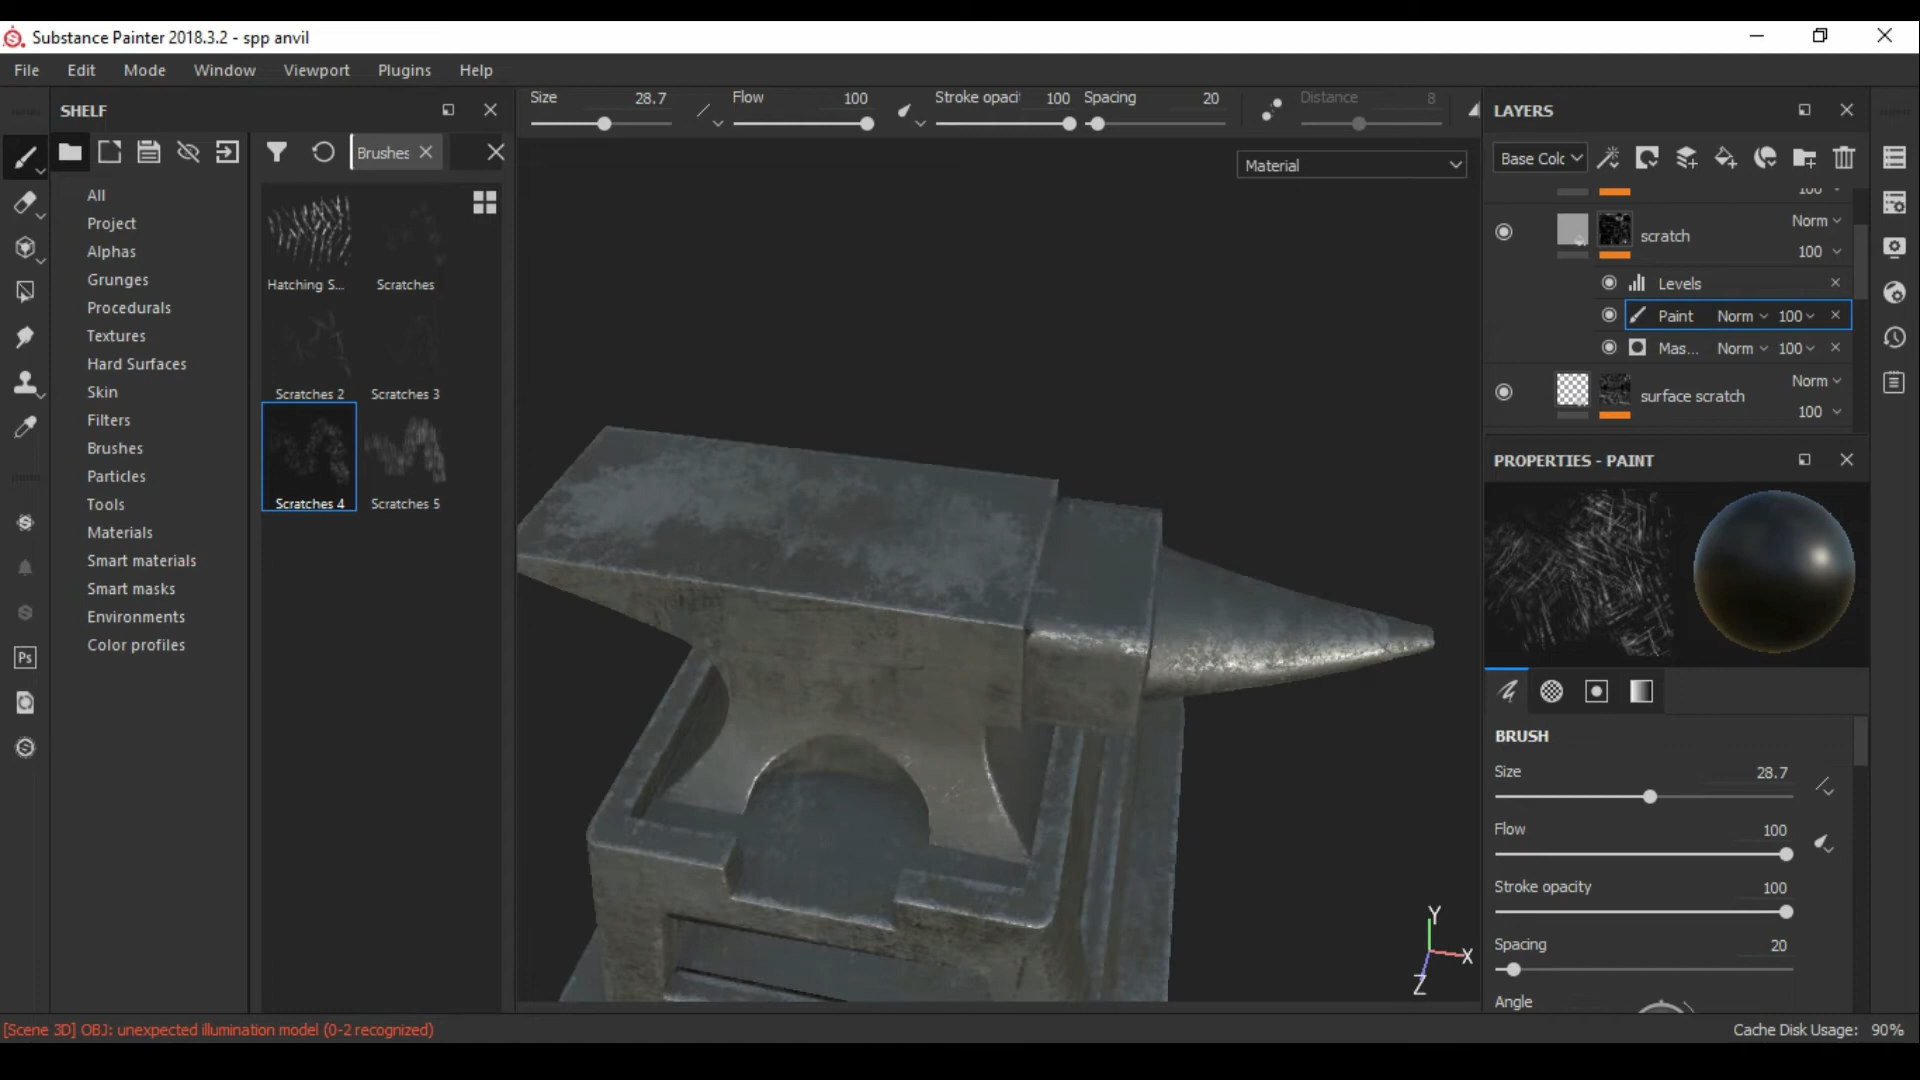 Substance Painter 2018.3.2 - spp anvil
File Edit Mode Window Viewport Plugins Help
SHELF
Size 28.7 Flow 100 Stroke opaci 100 Spacing 20 Distance 8
Brushes
Material
All
Project
Alphas
Grunges
Procedurals
Textures
Hard Surfaces
Skin
Filters
Brushes
Particles
Tools
Materials
Smart materials
Smart masks
Environments
Color profiles
Hatching S... Scratches
Scratches 2 Scratches 3
Scratches 4 Scratches 5
Ps
Y
X
Z
LAYERS
Base Colc
100
Norm
scratch
100
Levels
Paint Norm 100
Mas... Norm 100
Norm
surface scratch
100
PROPERTIES - PAINT
BRUSH
Size 28.7
Flow 100
Stroke opacity 100
Spacing 20
Angle
[Scene 3D] OBJ: unexpected illumination model (0-2 recognized)
Cache Disk Usage: 90%